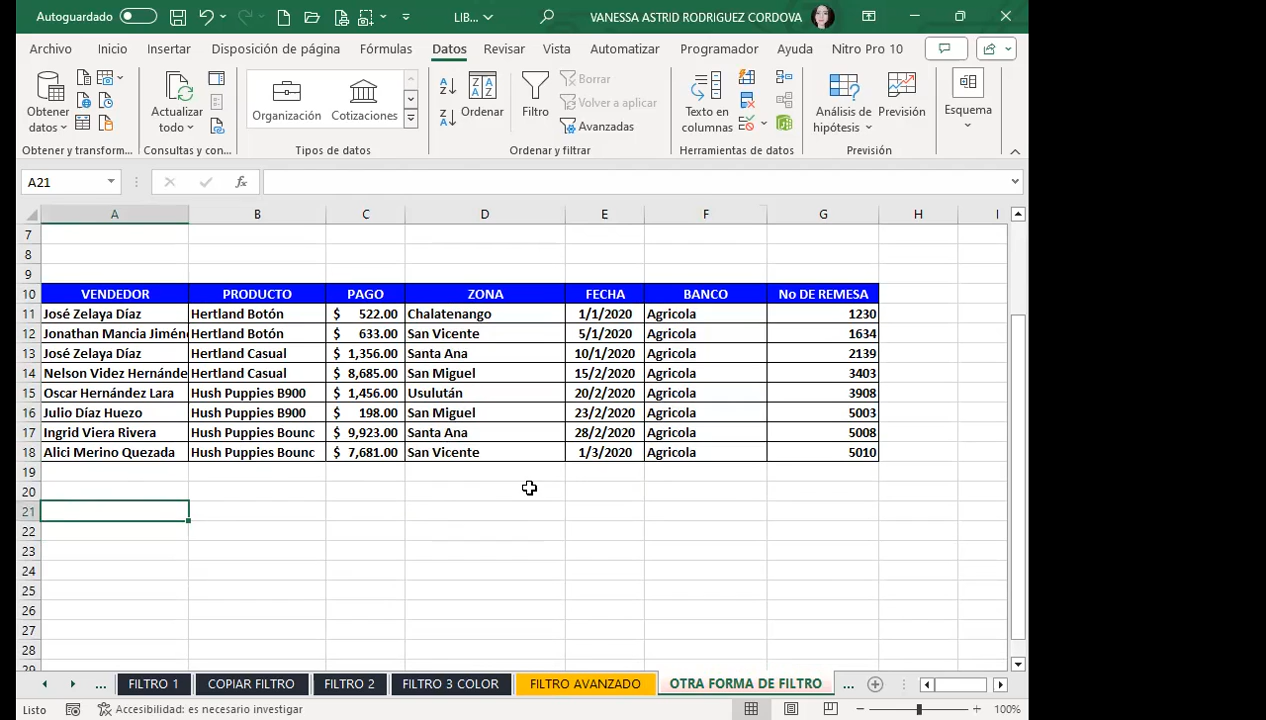 Autoguardado LIB... VANESSA ASTRID RODRIGUEZ CORDOVA
Archivo Inicio Insertar Disposición de página Fórmulas Datos Revisar Vista Automatizar Programador Ayuda Nitro Pro 10
Obtener datos
Actualizar todo
Organización Cotizaciones
Ordenar
Filtro
Borrar
Volver a aplicar
Avanzadas
Texto en columnas
Análisis de hipótesis
Previsión
Esquema
Obtener y transform... Consultas y con... Tipos de datos Ordenar y filtrar Herramientas de datos Previsión
A21 fx
A B C D E F G H I
7
8
9
10 VENDEDOR PRODUCTO PAGO ZONA FECHA BANCO No DE REMESA
11 José Zelaya Díaz Hertland Botón $ 522.00 Chalatenango 1/1/2020 Agricola 1230
12 Jonathan Mancia Jimén Hertland Botón $ 633.00 San Vicente 5/1/2020 Agricola 1634
13 José Zelaya Díaz Hertland Casual $ 1,356.00 Santa Ana 10/1/2020 Agricola 2139
14 Nelson Videz Hernánde Hertland Casual $ 8,685.00 San Miguel 15/2/2020 Agricola 3403
15 Oscar Hernández Lara Hush Puppies B900 $ 1,456.00 Usulután 20/2/2020 Agricola 3908
16 Julio Díaz Huezo Hush Puppies B900 $ 198.00 San Miguel 23/2/2020 Agricola 5003
17 Ingrid Viera Rivera Hush Puppies Bounc $ 9,923.00 Santa Ana 28/2/2020 Agricola 5008
18 Alici Merino Quezada Hush Puppies Bounc $ 7,681.00 San Vicente 1/3/2020 Agricola 5010
19
20
21
22
23
24
25
26
27
28
29
... FILTRO 1 COPIAR FILTRO FILTRO 2 FILTRO 3 COLOR FILTRO AVANZADO OTRA FORMA DE FILTRO ...
Listo Accesibilidad: es necesario investigar 100%